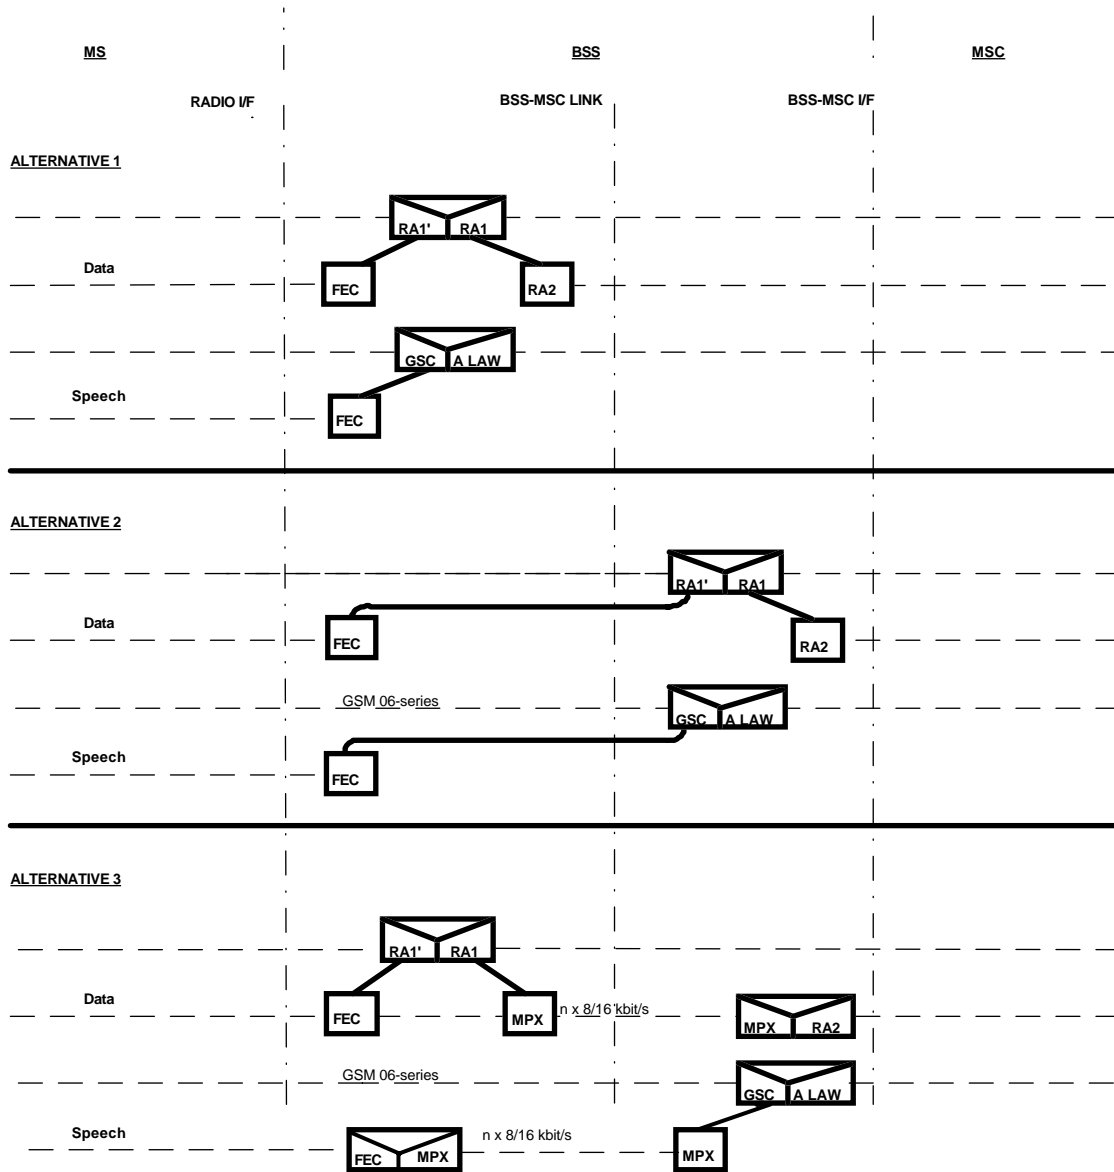 MS BSS MSC
RADIO I/F BSS-MSC LINK BSS-MSC I/F
ALTERNATIVE 1
RA1' RA1
Data
FEC RA2
GSC A LAW
Speech
FEC
ALTERNATIVE 2
RA1' RA1
Data
FEC RA2
GSM 06-series
GSC A LAW
Speech
FEC
ALTERNATIVE 3
RA1' RA1
Data
FEC MPX n x 8/16 kbit/s MPX RA2
GSM 06-series
GSC A LAW
Speech n x 8/16 kbit/s
FEC MPX MPX